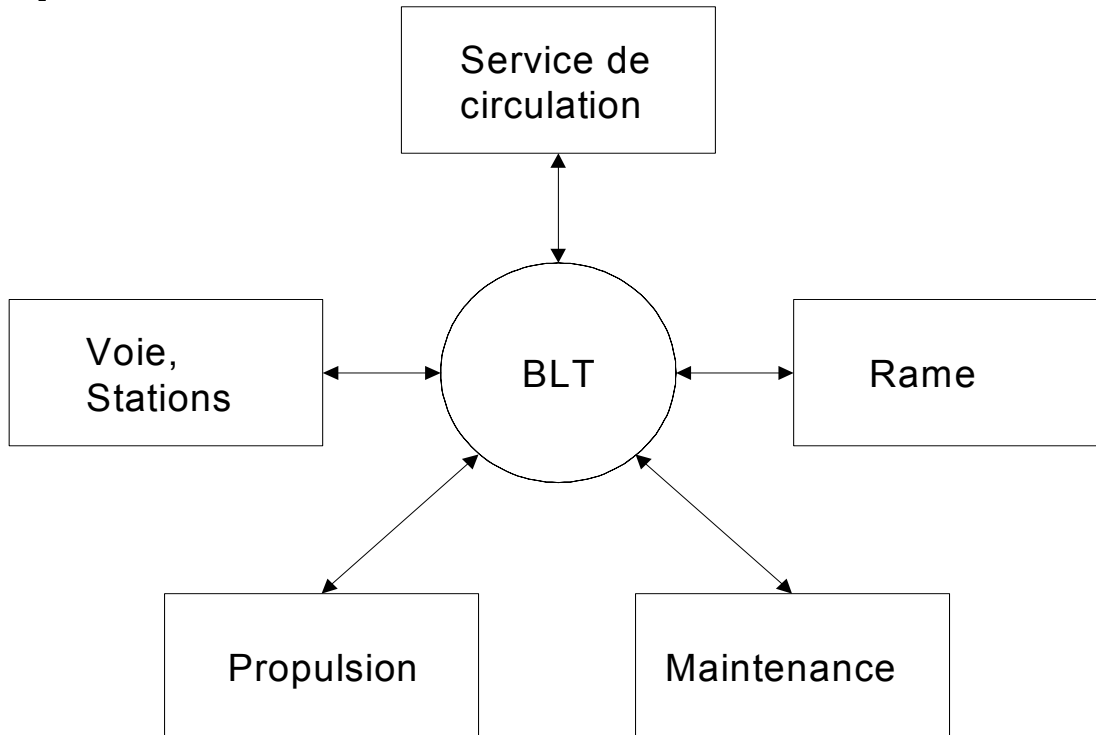 Service de
circulation
Voie,
Stations
BLT
Rame
Propulsion
Maintenance